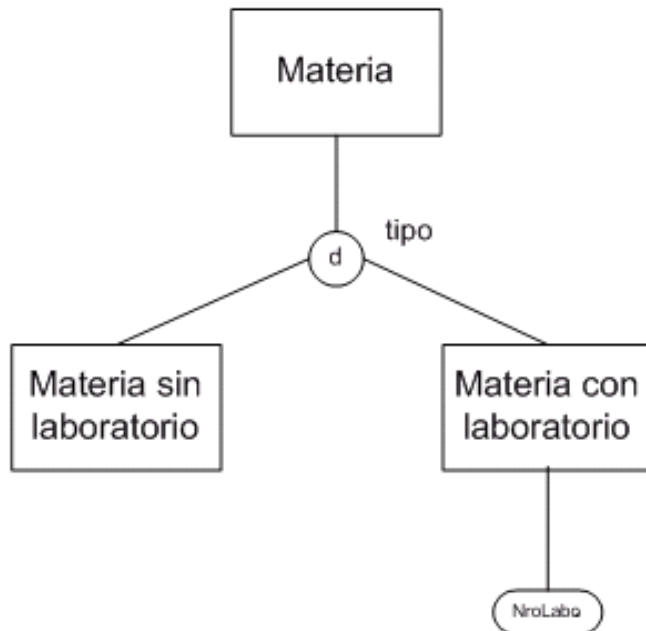 Materia
tipo
d
Materia sin
laboratorio
Materia con
laboratorio
NroLabo